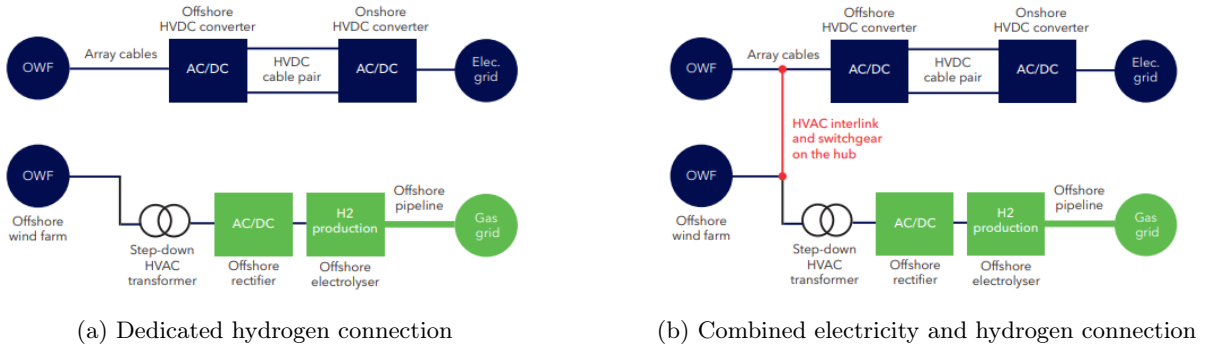 Offshore
HVDC converter
Onshore
HVDC converter
OWF
Array cables
AC/DC
HVDC
cable pair
AC/DC
Elec.
grid
OWF
Offshore
wind farm
Step-down
HVAC
transformer
AC/DC
Offshore
rectifier
H2
production
Offshore
electrolyser
Offshore
pipeline
Gas
grid
(a) Dedicated hydrogen connection
Offshore
HVDC converter
Onshore
HVDC converter
OWF
Array cables
AC/DC
HVDC
cable pair
AC/DC
Elec.
grid
HVAC interlink
and switchgear
on the hub
OWF
Offshore
wind farm
Step-down
HVAC
transformer
AC/DC
Offshore
rectifier
H2
production
Offshore
electrolyser
Offshore
pipeline
Gas
grid
(b) Combined electricity and hydrogen connection